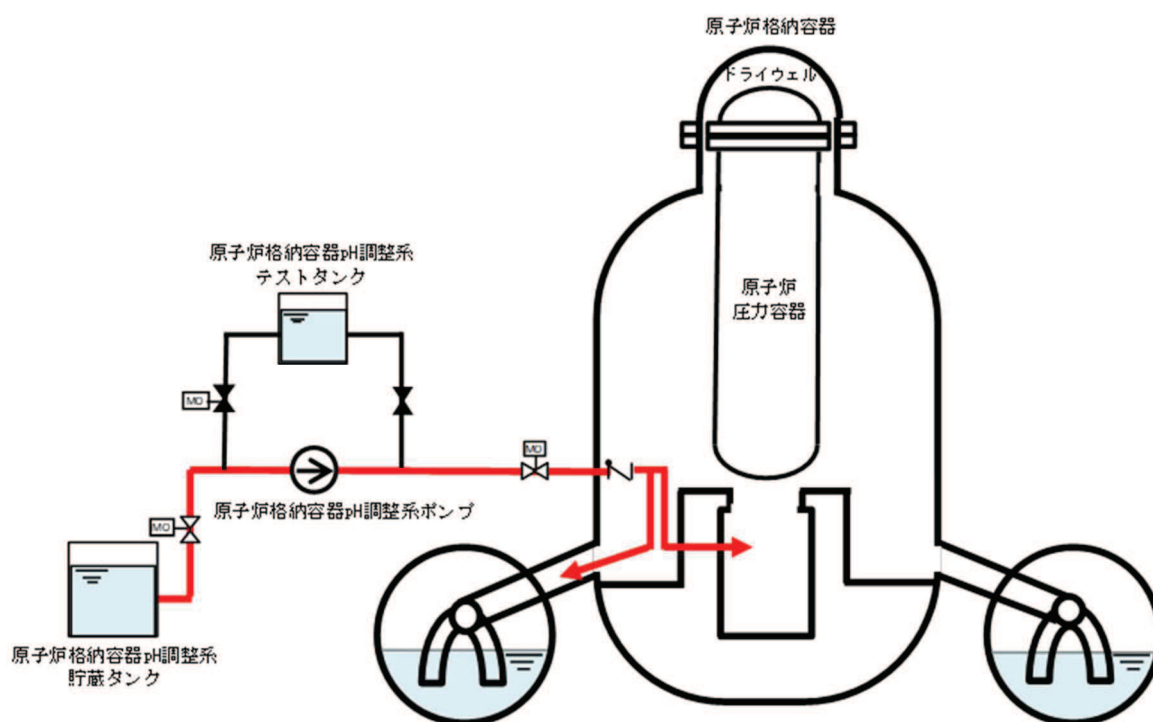 原子炉格納容器
ドライウェル
原子炉格納容器pH調整系
テストタンク
原子炉
圧力容器
MO
MO
原子炉格納容器pH調整系ポンプ
MO
原子炉格納容器pH調整系
貯蔵タンク